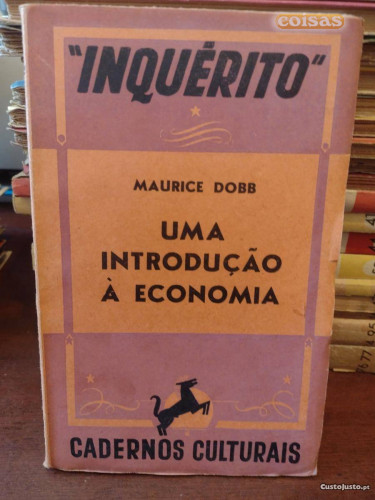 coisas
"INQUÉRITO"
MAURICE DOBB
UMA
INTRODUÇÃO
À ECONOMIA
CADERNOS CULTURAIS
CustoJusto.pt